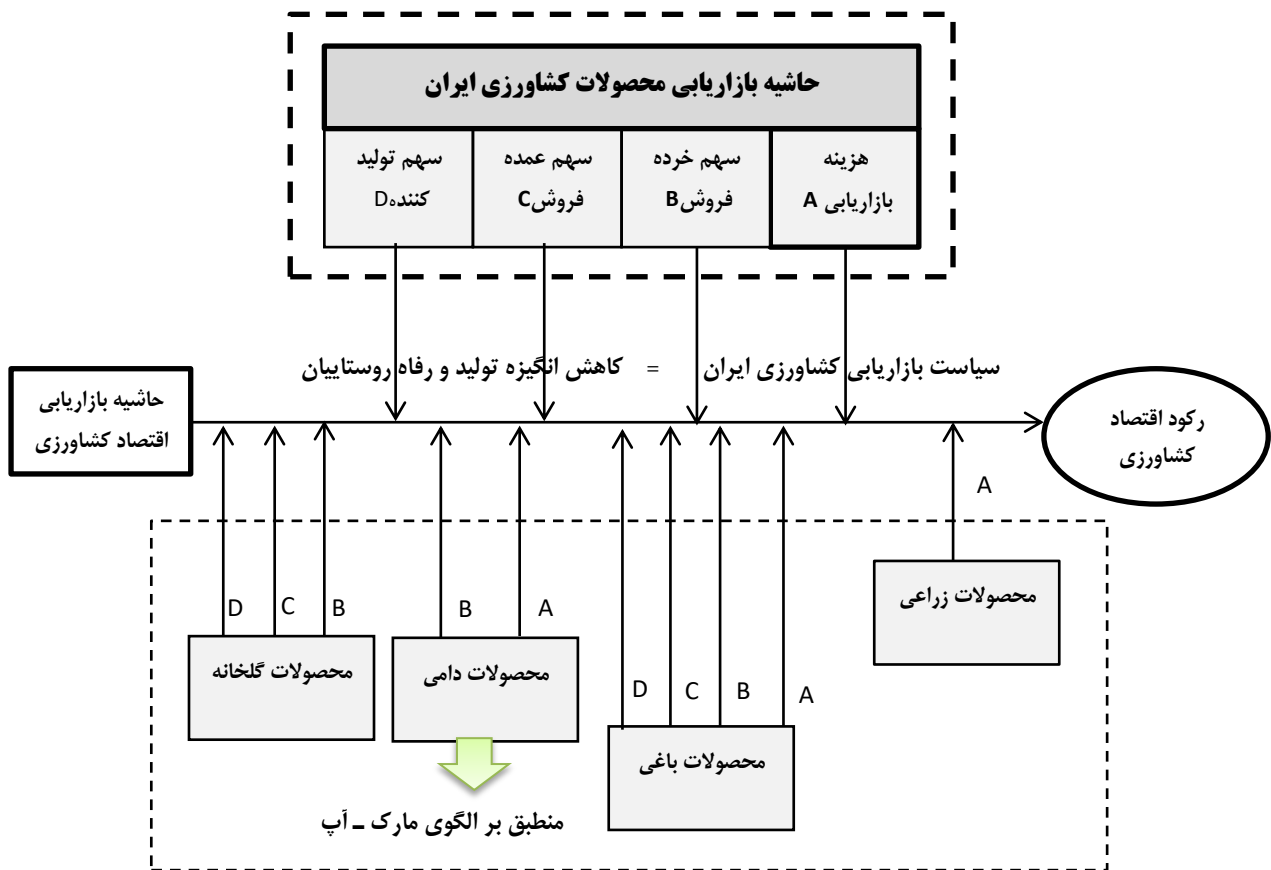 حاشیه بازاریابی محصولات کشاورزی ایران
هزینه
بازاریابی A
سهم خرده
فروشB
سهم عمده
فروشC
سهم تولید
کنندهD
سیاست بازاریابی کشاورزی ایران = کاهش انگیزه تولید و رفاه روستاییان
حاشیه بازاریابی
اقتصاد کشاورزی
رکود اقتصاد
کشاورزی
A
محصولات زراعی
D C B A
محصولات باغی
B A
محصولات دامی
منطبق بر الگوی مارک ـ آپ
D C B
محصولات گلخانه